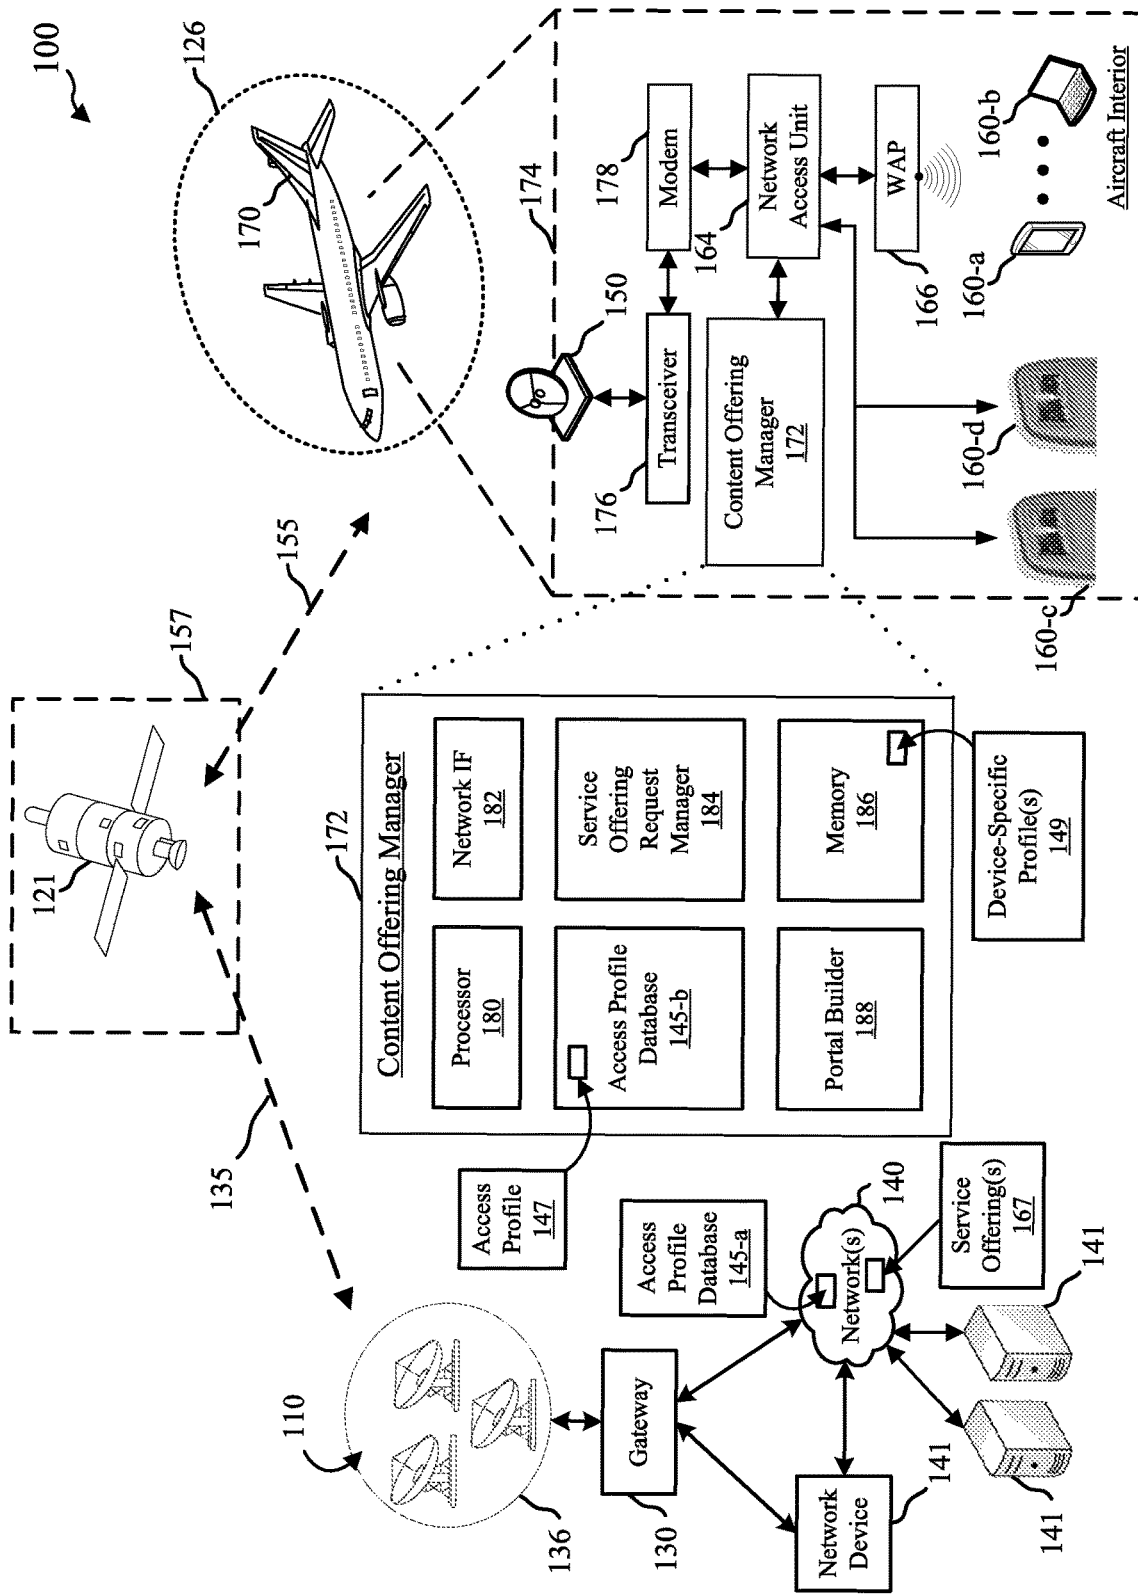 100
126
170
157
121
155
135
110
136
Gateway
130
Network
Device
141
141
141
Network(s)
140
Access
Profile
Database
145-a
Service
Offering(s)
167
Access
Profile
147
172
Content Offering Manager
Processor
180
Network IF
182
Access Profile
Database
145-b
Service
Offering
Request
Manager
184
Portal Builder
188
Memory
186
Device-Specific
Profile(s)
149
174
150
Transceiver
176
Modem
178
Content Offering
Manager
172
Network
Access Unit
164
WAP
166
160-c
160-d
160-a
160-b
Aircraft Interior